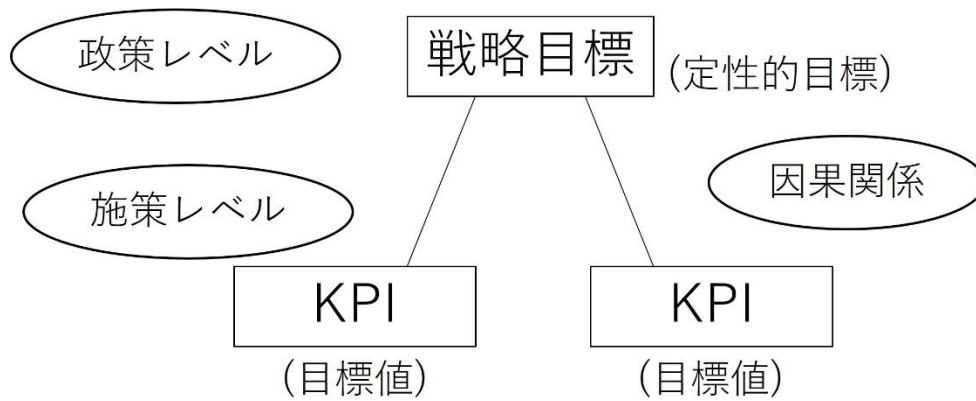 政策レベル
戦略目標
(定性的目標)
施策レベル
因果関係
KPI
KPI
(目標値)
(目標値)